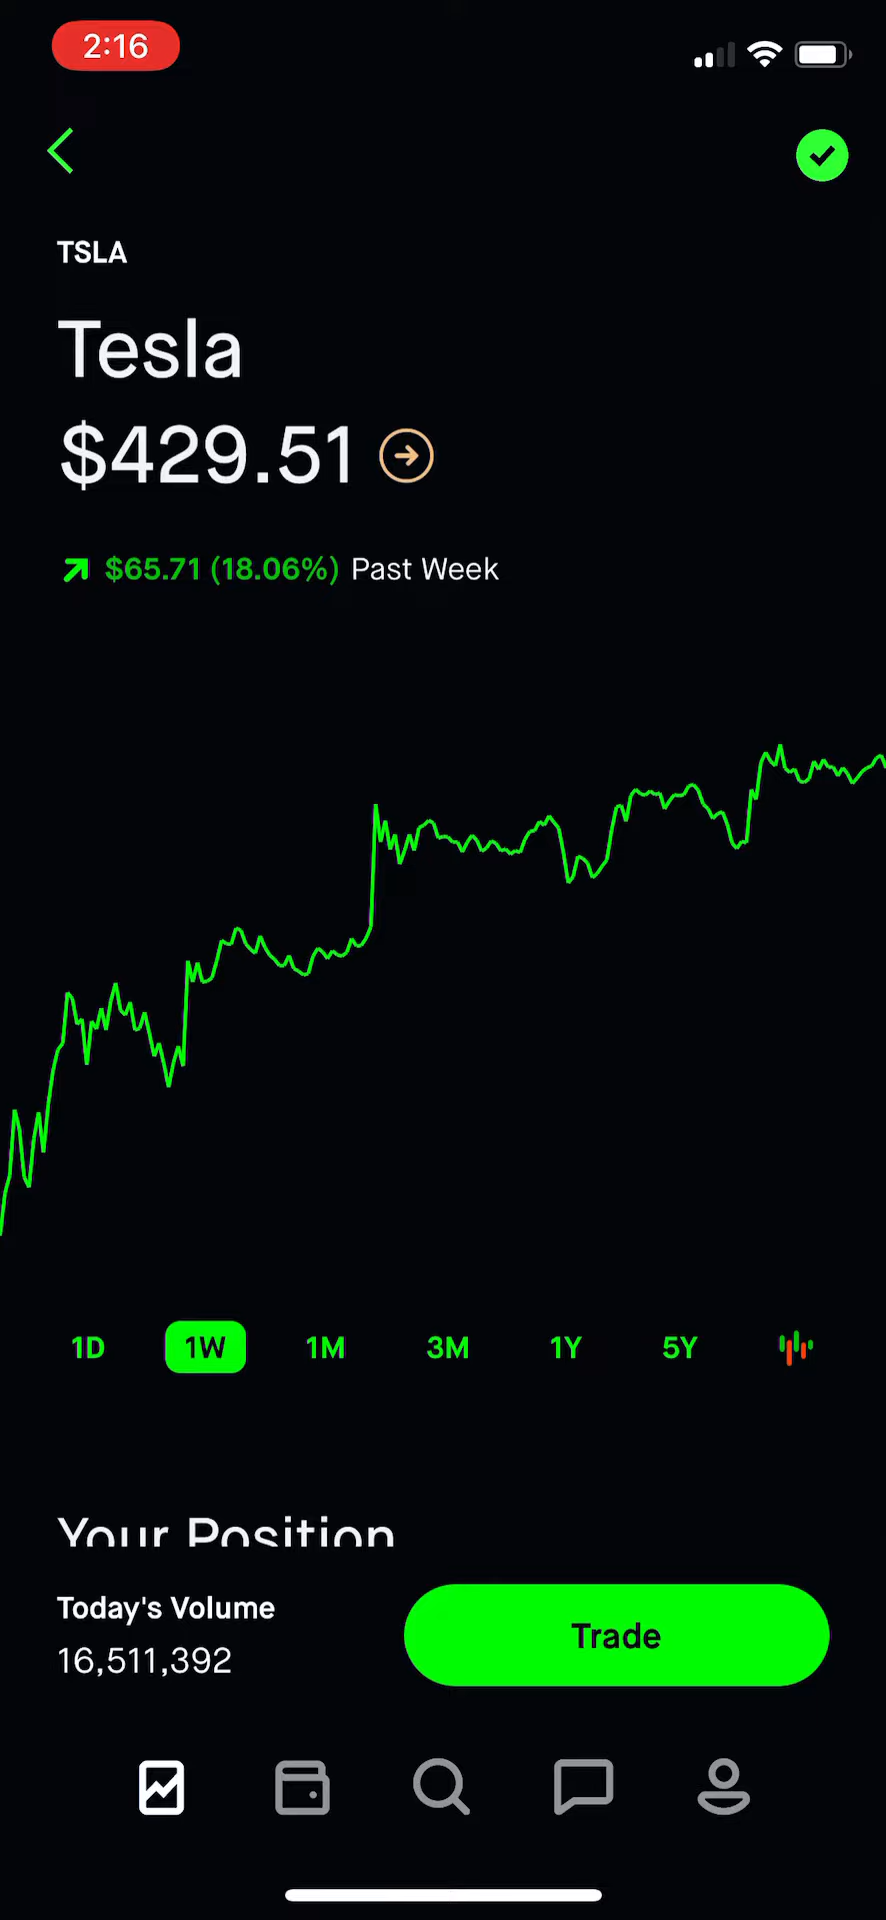 2:16
TSLA
Tesla
$429.51
$65.71 (18.06%) Past Week
1D 1W 1M 3M 1Y 5Y
Your Position
Today's Volume
16,511,392
Trade